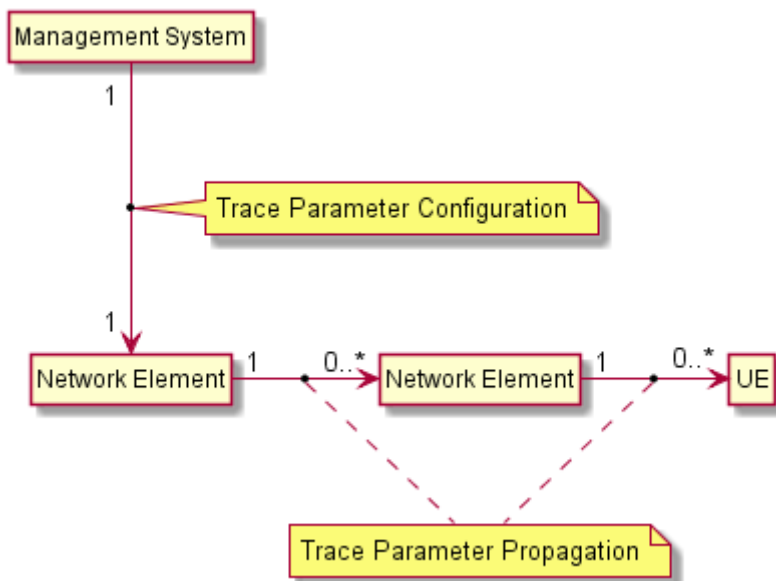 Management System
1
Trace Parameter Configuration
1
Network Element
1
0..*
Network Element
1
0..*
UE
Trace Parameter Propagation